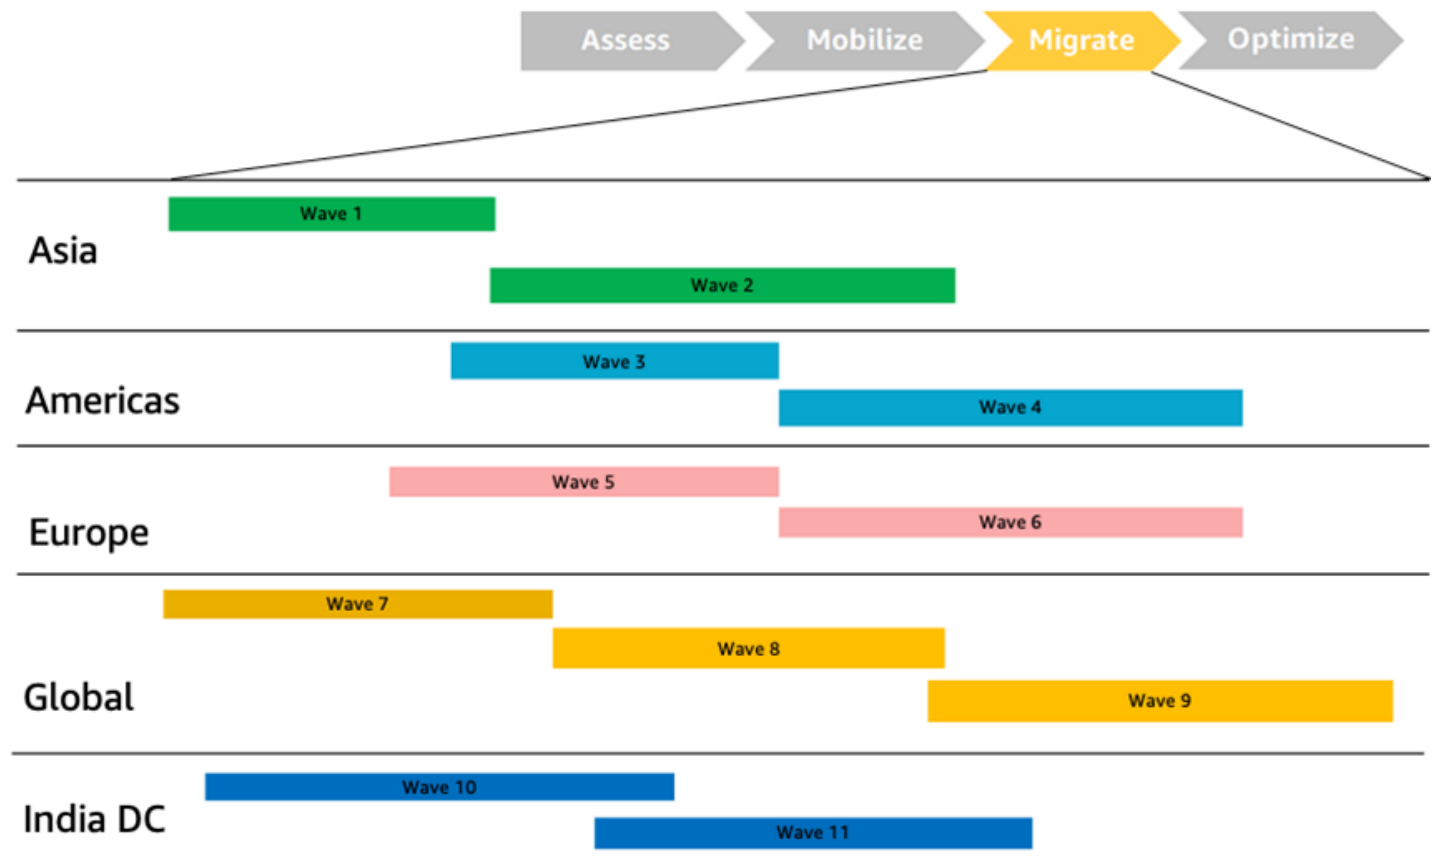 Assess
Mobilize
Migrate
Optimize
Asia
Wave 1
Wave 2
Americas
Wave 3
Wave 4
Europe
Wave 5
Wave 6
Global
Wave 7
Wave 8
Wave 9
India DC
Wave 10
Wave 11